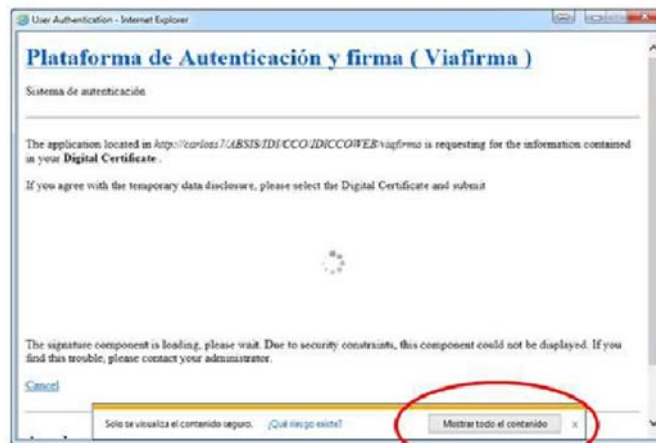 User Authentication - Internet Explorer
Plataforma de Autenticación y firma ( Viafirma )
Sistema de autenticación
The application located in http://carloss7/ABSIS/IDI/CCO/IDICCOWEB/viafirma is requesting for the information contained
in your Digital Certificate .
If you agree with the temporary data disclosure, please select the Digital Certificate and submit
The signature component is loading, please wait. Due to security constraints, this component could not be displayed. If you
find this trouble, please contact your administrator.
Cancel
Solo se visualiza el contenido seguro. ¿Qué riesgo existe? Mostrar todo el contenido x